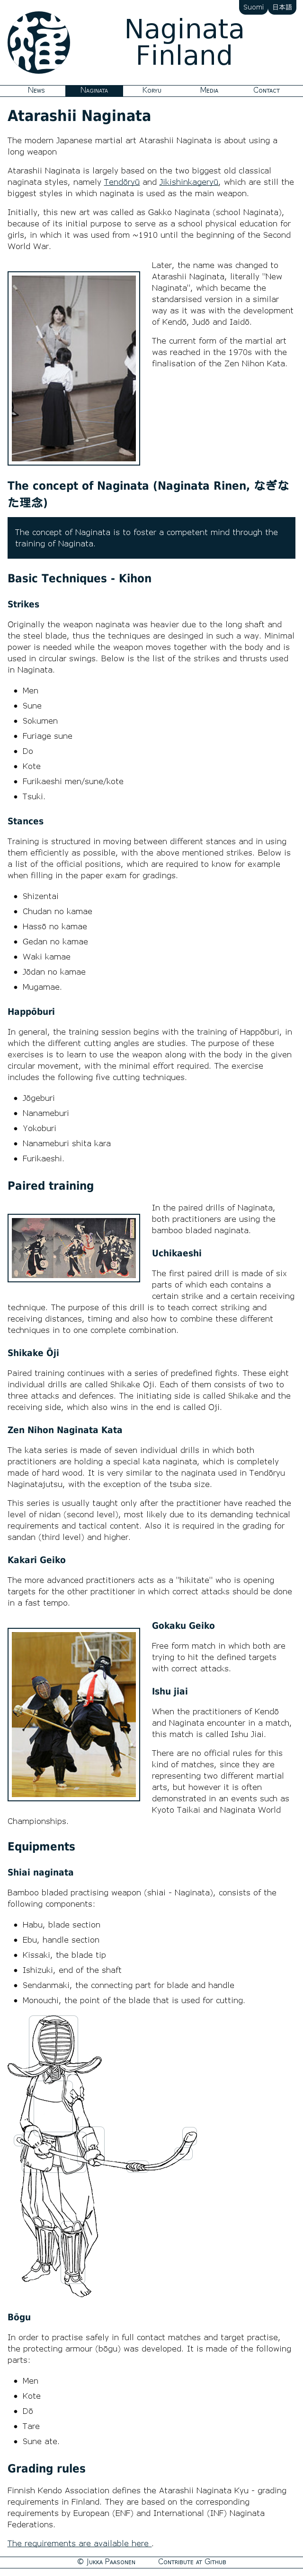 Suomi 日本語
Naginata
Finland
News Naginata Koryu Media Contact
Atarashii Naginata
The modern Japanese martial art Atarashii Naginata is about using a
long weapon
Atarashii Naginata is largely based on the two biggest old classical
naginata styles, namely Tendōryū and Jikishinkageryū, which are still the
biggest styles in which naginata is used as the main weapon.
Initially, this new art was called as Gakko Naginata (school Naginata),
because of its initial purpose to serve as a school physical education for
girls, in which it was used from ~1910 until the beginning of the Second
World War.
Later, the name was changed to
Atarashii Naginata, literally "New
Naginata", which became the
standarsised version in a similar
way as it was with the development
of Kendō, Judō and Iaidō.
The current form of the martial art
was reached in the 1970s with the
finalisation of the Zen Nihon Kata.
The concept of Naginata (Naginata Rinen, なぎな
た理念)
The concept of Naginata is to foster a competent mind through the
training of Naginata.
Basic Techniques - Kihon
Strikes
Originally the weapon naginata was heavier due to the long shaft and
the steel blade, thus the techniques are desinged in such a way. Minimal
power is needed while the weapon moves together with the body and is
used in circular swings. Below is the list of the strikes and thrusts used
in Naginata.
Men
Sune
Sokumen
Furiage sune
Do
Kote
Furikaeshi men/sune/kote
Tsuki.
Stances
Training is structured in moving between different stances and in using
them efficiently as possible, with the above mentioned strikes. Below is
a list of the official positions, which are required to know for example
when filling in the paper exam for gradings.
Shizentai
Chudan no kamae
Hassō no kamae
Gedan no kamae
Waki kamae
Jōdan no kamae
Mugamae.
Happōburi
In general, the training session begins with the training of Happōburi, in
which the different cutting angles are studies. The purpose of these
exercises is to learn to use the weapon along with the body in the given
circular movement, with the minimal effort required. The exercise
includes the following five cutting techniques.
Jōgeburi
Nanameburi
Yokoburi
Nanameburi shita kara
Furikaeshi.
Paired training
In the paired drills of Naginata,
both practitioners are using the
bamboo bladed naginata.
Uchikaeshi
The first paired drill is made of six
parts of which each contains a
certain strike and a certain receiving
technique. The purpose of this drill is to teach correct striking and
receiving distances, timing and also how to combine these different
techniques in to one complete combination.
Shikake Ōji
Paired training continues with a series of predefined fights. These eight
individual drills are called Shikake Oji. Each of them consists of two to
three attacks and defences. The initiating side is called Shikake and the
receiving side, which also wins in the end is called Oji.
Zen Nihon Naginata Kata
The kata series is made of seven individual drills in which both
practitioners are holding a special kata naginata, which is completely
made of hard wood. It is very similar to the naginata used in Tendōryu
Naginatajutsu, with the exception of the tsuba size.
This series is usually taught only after the practitioner have reached the
level of nidan (second level), most likely due to its demanding technical
requirements and tactical content. Also it is required in the grading for
sandan (third level) and higher.
Kakari Geiko
The more advanced practitioners acts as a "hikitate" who is opening
targets for the other practitioner in which correct attacks should be done
in a fast tempo.
Gokaku Geiko
Free form match in which both are
trying to hit the defined targets
with correct attacks.
Ishu jiai
When the practitioners of Kendō
and Naginata encounter in a match,
this match is called Ishu Jiai.
There are no official rules for this
kind of matches, since they are
representing two different martial
arts, but however it is often
demonstrated in an events such as
Kyoto Taikai and Naginata World
Championships.
Equipments
Shiai naginata
Bamboo bladed practising weapon (shiai - Naginata), consists of the
following components:
Habu, blade section
Ebu, handle section
Kissaki, the blade tip
Ishizuki, end of the shaft
Sendanmaki, the connecting part for blade and handle
Monouchi, the point of the blade that is used for cutting.
Bōgu
In order to practise safely in full contact matches and target practise,
the protecting armour (bōgu) was developed. It is made of the following
parts:
Men
Kote
Dō
Tare
Sune ate.
Grading rules
Finnish Kendo Association defines the Atarashii Naginata Kyu - grading
requirements in Finland. They are based on the corresponding
requirements by European (ENF) and International (INF) Naginata
Federations.
The requirements are available here .
© Jukka Paasonen Contribute at Github